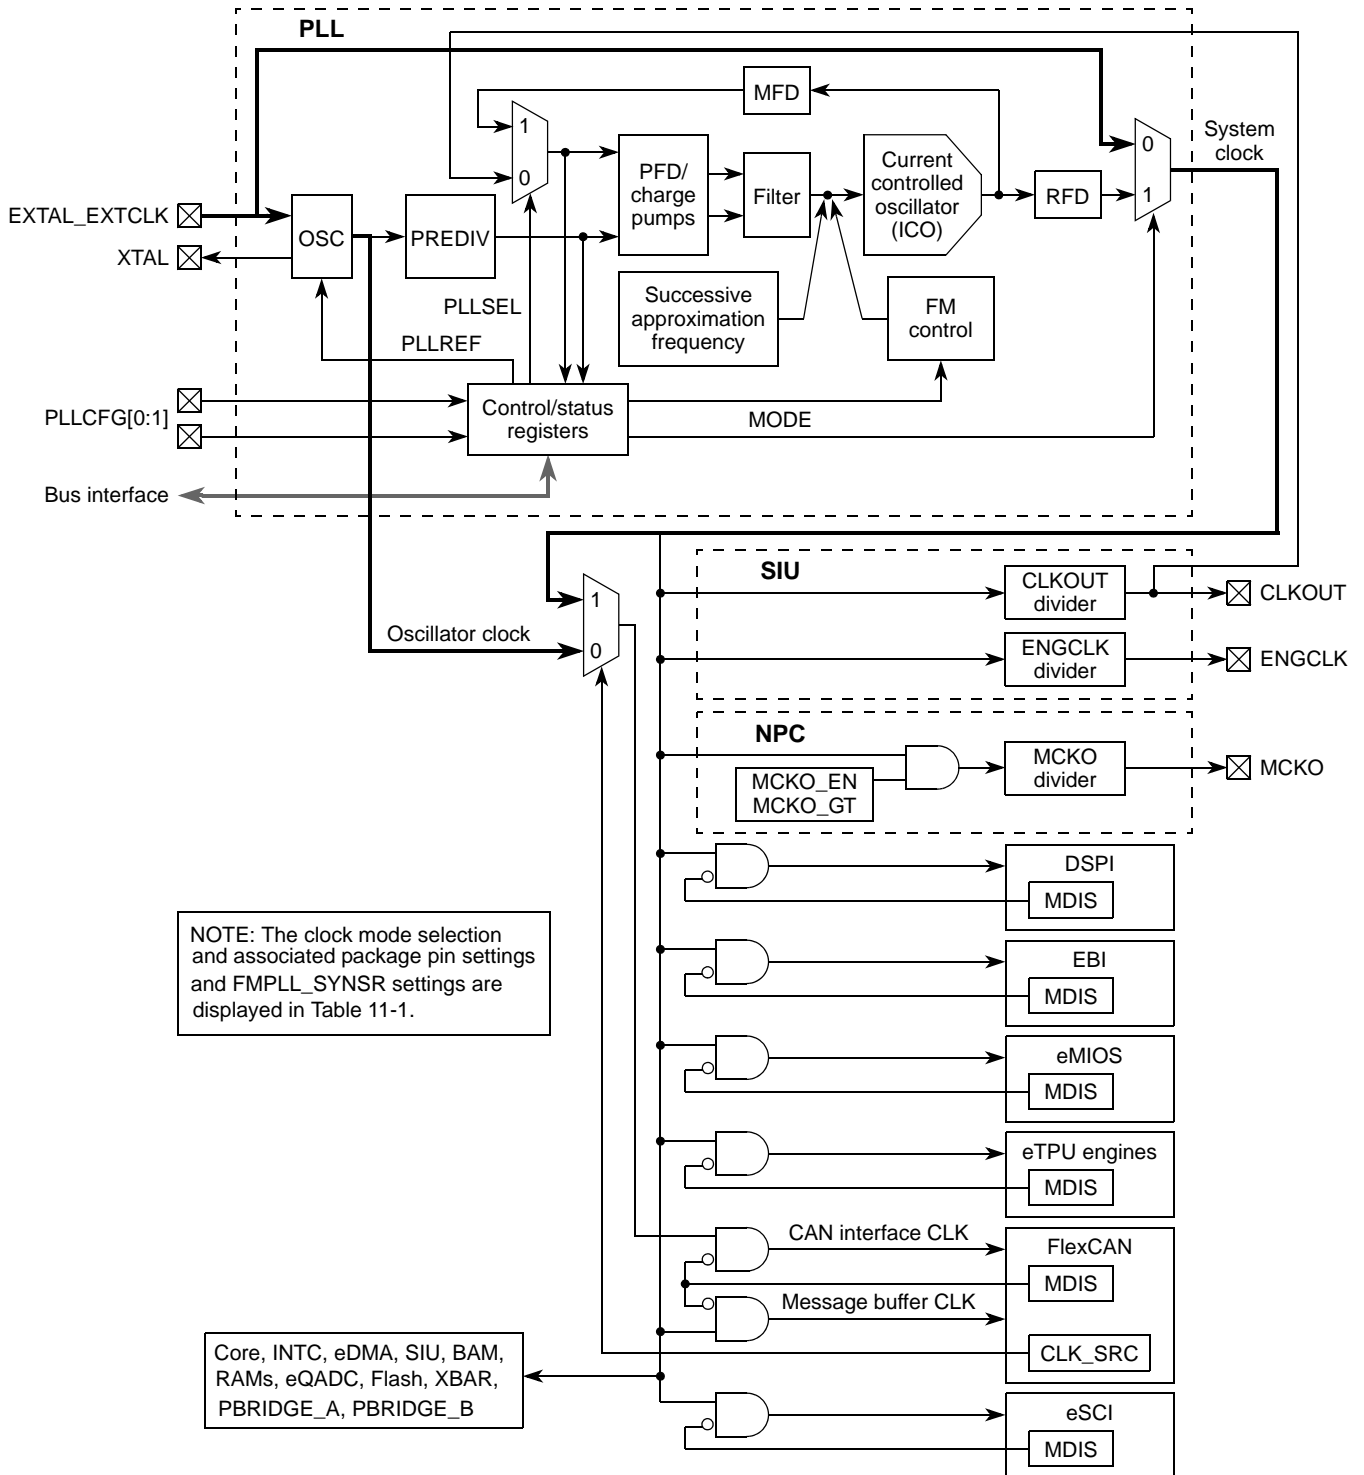 PLL
MFD
1
0
System
clock
0
1
PFD/
charge
pumps
Filter
Current
controlled
oscillator
(ICO)
RFD
EXTAL_EXTCLK
XTAL
OSC
PREDIV
PLLSEL
PLLREF
Successive
approximation
frequency
FM
control
PLLCFG[0:1]
Control/status
registers
MODE
Bus interface
SIU
CLKOUT
divider
CLKOUT
1
0
Oscillator clock
ENGCLK
divider
ENGCLK
NPC
MCKO_EN
MCKO_GT
MCKO
divider
MCKO
DSPI
MDIS
NOTE: The clock mode selection
and associated package pin settings
and FMPLL_SYNSR settings are
displayed in Table 11-1.
EBI
MDIS
eMIOS
MDIS
eTPU engines
MDIS
CAN interface CLK
FlexCAN
MDIS
Message buffer CLK
CLK_SRC
Core, INTC, eDMA, SIU, BAM,
RAMs, eQADC, Flash, XBAR,
PBRIDGE_A, PBRIDGE_B
eSCI
MDIS